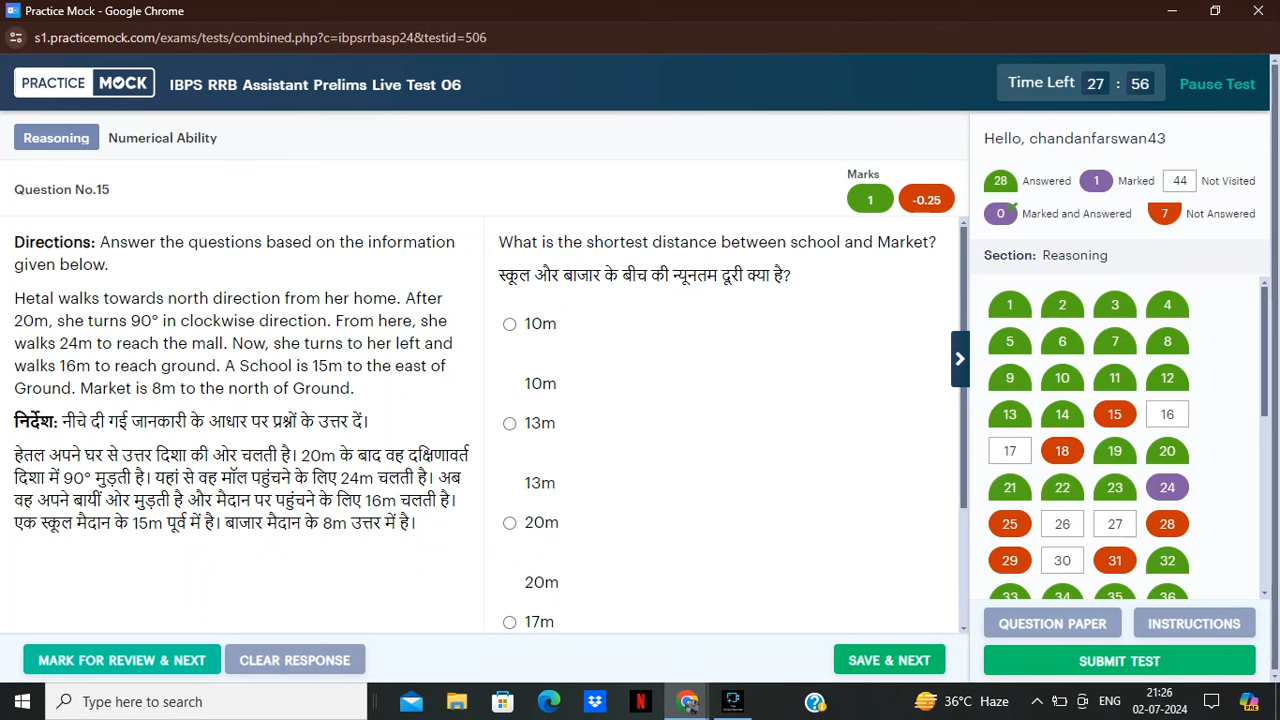 Practice Mock - Google Chrome
s1.practicemock.com/exams/tests/combined.php?c=ibpsrrbasp24&testid=506
PRACTICE MOCK IBPS RRB Assistant Prelims Live Test 06
Time Left 27 : 56 Pause Test
Reasoning Numerical Ability
Question No.15
Marks
1 -0.25
Directions: Answer the questions based on the information
given below.
Hetal walks towards north direction from her home. After
20m, she turns 90° in clockwise direction. From here, she
walks 24m to reach the mall. Now, she turns to her left and
walks 16m to reach ground. A School is 15m to the east of
Ground. Market is 8m to the north of Ground.
निर्देश: नीचे दी गई जानकारी के आधार पर प्रश्नों के उत्तर दें।
हेतल अपने घर से उत्तर दिशा की ओर चलती है। 20m के बाद वह दक्षिणावर्त
दिशा में 90° मुड़ती है। यहां से वह मॉल पहुंचने के लिए 24m चलती है। अब
वह अपने बायीं ओर मुड़ती है और मैदान पर पहुंचने के लिए 16m चलती है।
एक स्कूल मैदान के 15m पूर्व में है। बाजार मैदान के 8m उत्तर में है।
What is the shortest distance between school and Market?
स्कूल और बाजार के बीच की न्यूनतम दूरी क्या है?
10m
10m
13m
13m
20m
20m
17m
Hello, chandanfarswan43
28 Answered 1 Marked 44 Not Visited
0 Marked and Answered 7 Not Answered
Section: Reasoning
1 2 3 4
5 6 7 8
9 10 11 12
13 14 15 16
17 18 19 20
21 22 23 24
25 26 27 28
29 30 31 32
33 34 35 36
MARK FOR REVIEW & NEXT CLEAR RESPONSE SAVE & NEXT
QUESTION PAPER INSTRUCTIONS
SUBMIT TEST
Type here to search
36°C Haze ENG 21:26
02-07-2024